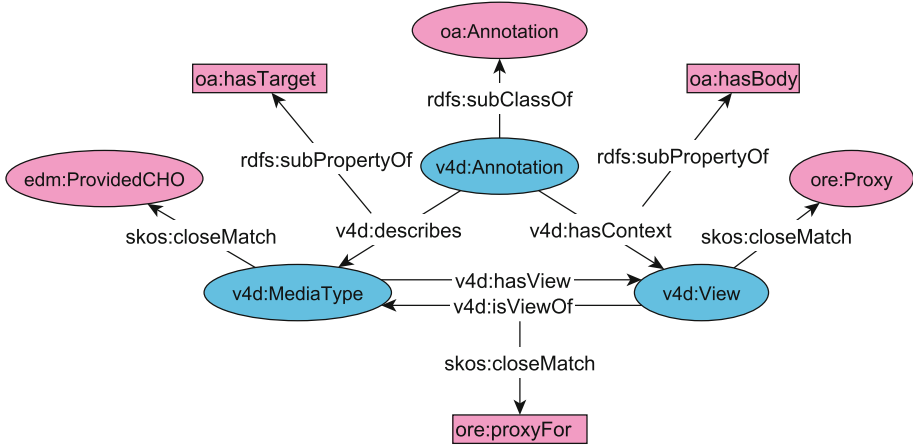 oa:Annotation
oa:hasTarget
oa:hasBody
rdfs:subClassOf
rdfs:subPropertyOf
v4d:Annotation
rdfs:subPropertyOf
edm:ProvidedCHO
ore:Proxy
skos:closeMatch
v4d:describes
v4d:hasContext
skos:closeMatch
v4d:MediaType
v4d:hasView
v4d:View
v4d:isViewOf
skos:closeMatch
ore:proxyFor